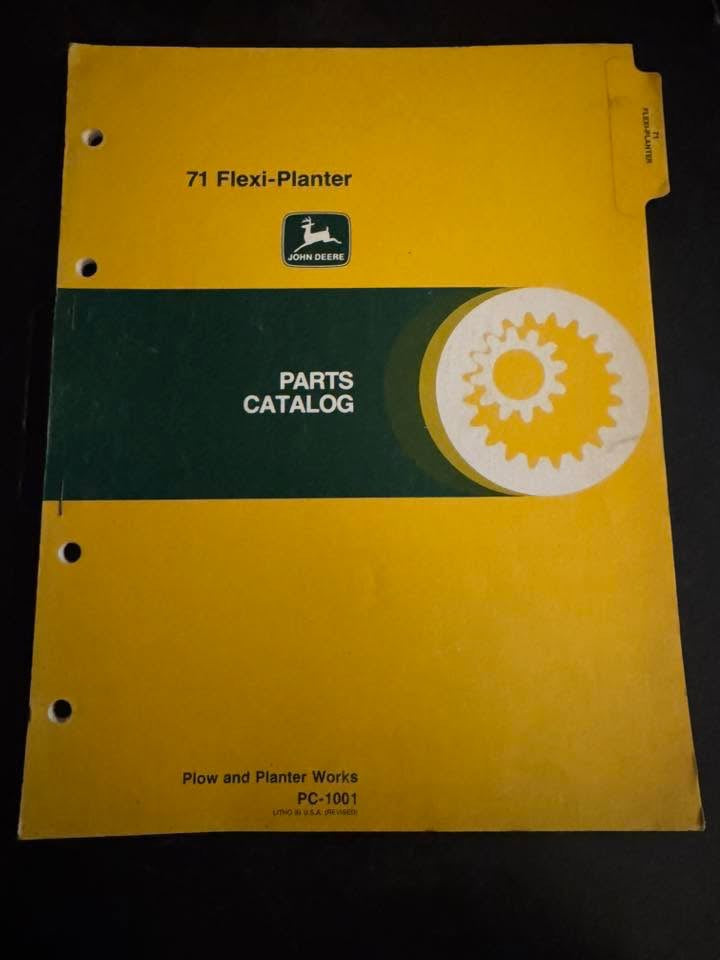 71 Flexi-Planter
71
FLEXI-PLANTER
JOHN DEERE
PARTS
CATALOG
Plow and Planter Works
PC-1001
LITHO IN U.S.A. (REVISED)